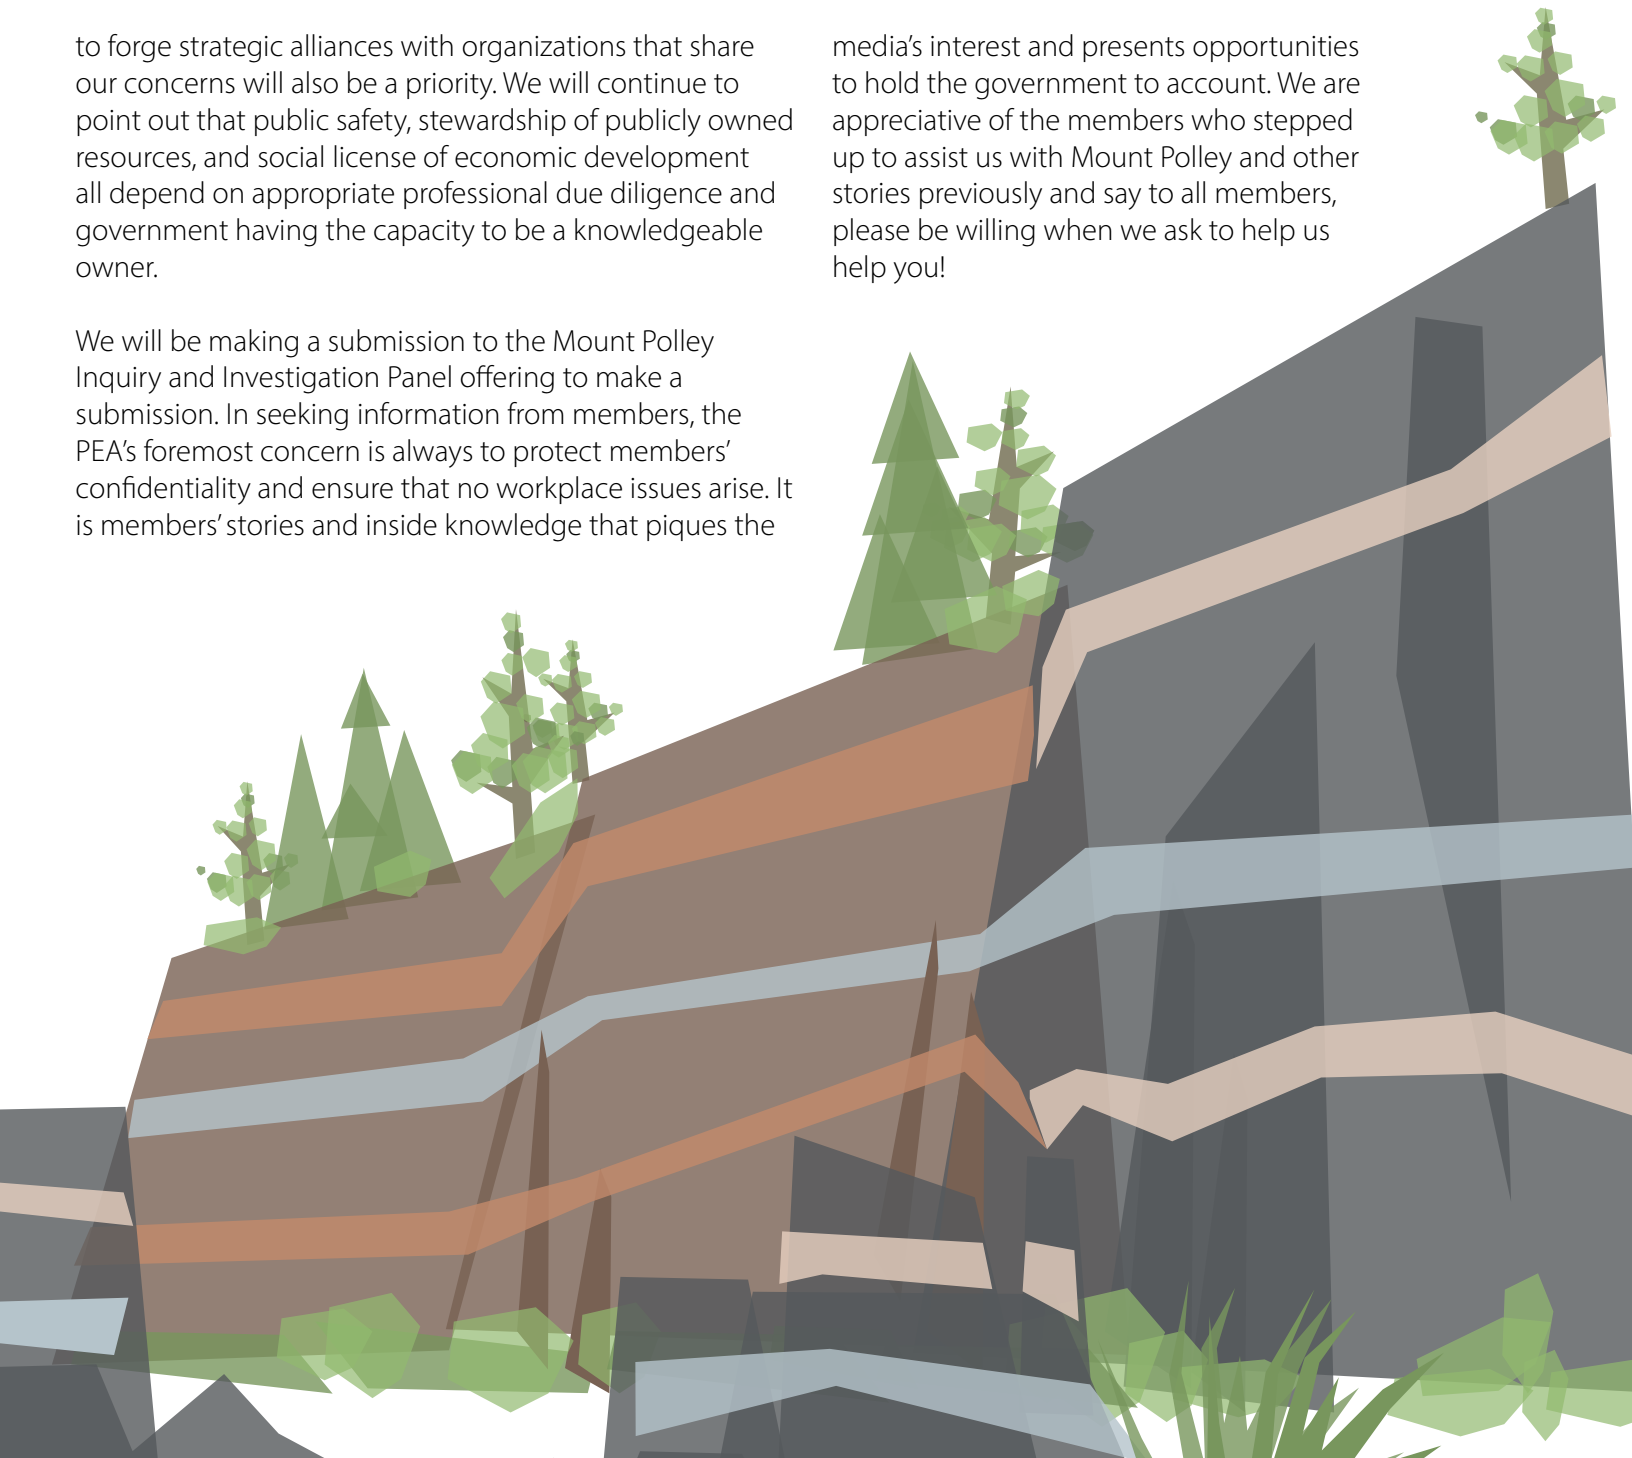 to forge strategic alliances with organizations that share
our concerns will also be a priority. We will continue to
point out that public safety, stewardship of publicly owned
resources, and social license of economic development
all depend on appropriate professional due diligence and
government having the capacity to be a knowledgeable
owner.
We will be making a submission to the Mount Polley
Inquiry and Investigation Panel offering to make a
submission. In seeking information from members, the
PEA’s foremost concern is always to protect members’
confidentiality and ensure that no workplace issues arise. It
is members’ stories and inside knowledge that piques the
media’s interest and presents opportunities
to hold the government to account. We are
appreciative of the members who stepped
up to assist us with Mount Polley and other
stories previously and say to all members,
please be willing when we ask to help us
help you!